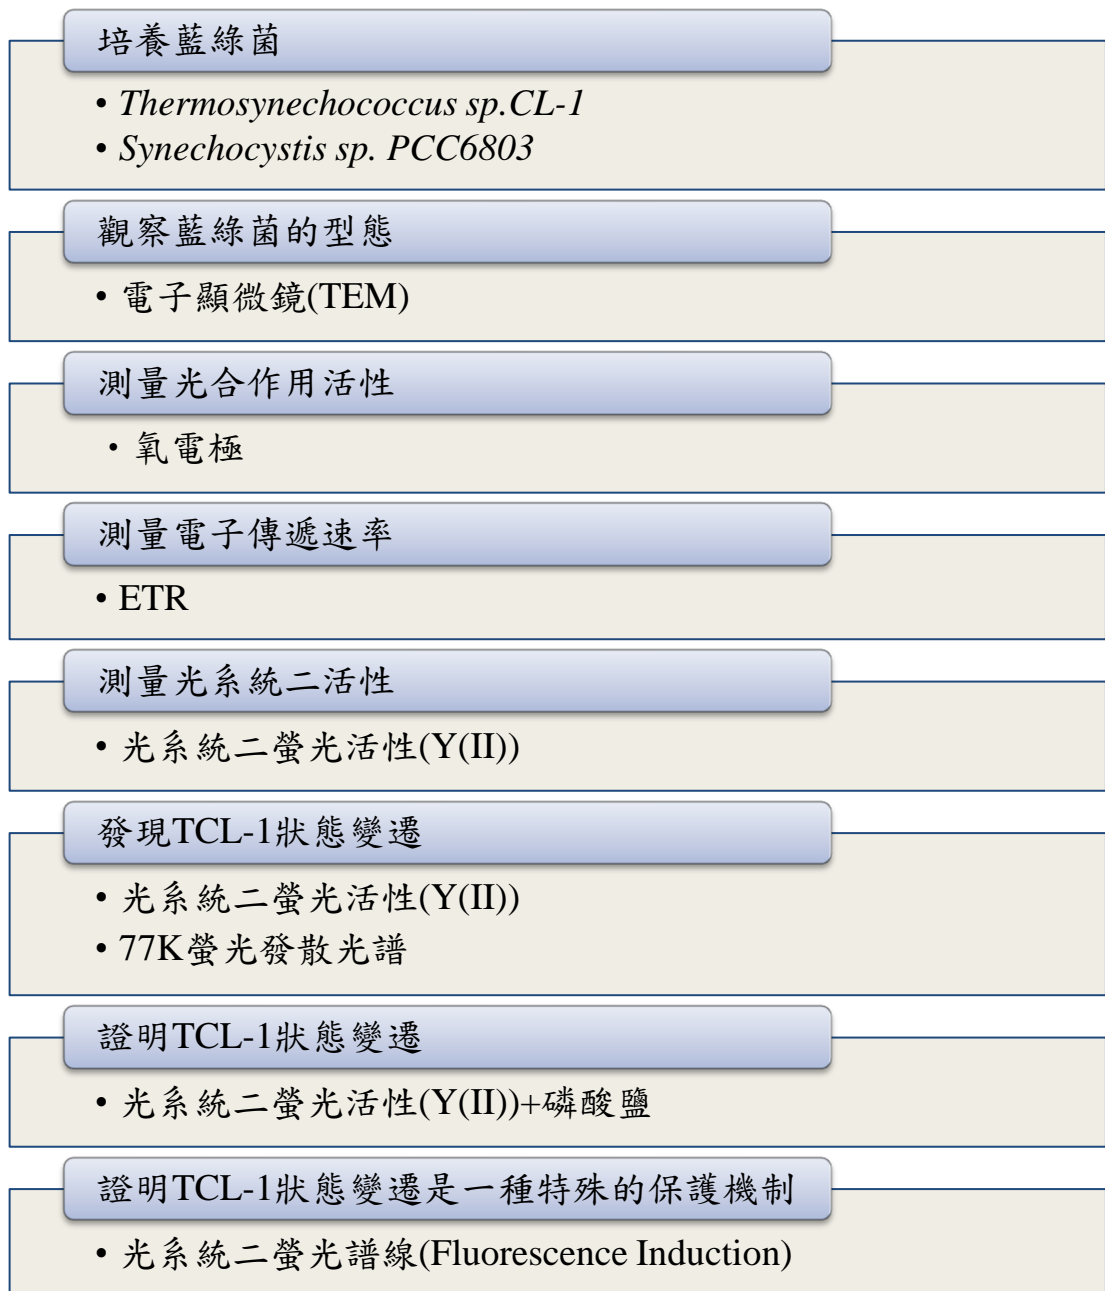 培養藍綠菌
• Thermosynechococcus sp.CL-1
• Synechocystis sp. PCC6803
觀察藍綠菌的型態
• 電子顯微鏡(TEM)
測量光合作用活性
• 氧電極
測量電子傳遞速率
• ETR
測量光系統二活性
• 光系統二螢光活性(Y(II))
發現TCL-1狀態變遷
• 光系統二螢光活性(Y(II))
• 77K螢光發散光譜
證明TCL-1狀態變遷
• 光系統二螢光活性(Y(II))+磷酸鹽
證明TCL-1狀態變遷是一種特殊的保護機制
• 光系統二螢光譜線(Fluorescence Induction)